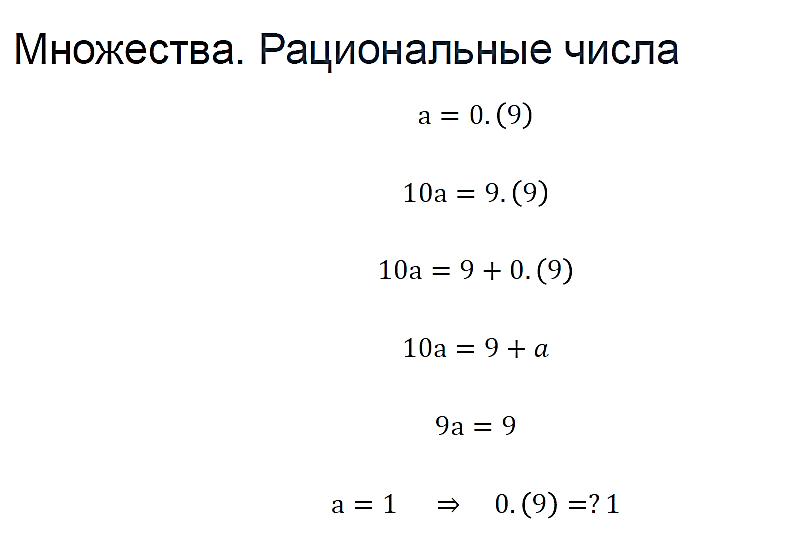 Множества. Рациональные числа
a = 0.(9)
10a = 9.(9)
10a = 9 + 0.(9)
10a = 9 + a
9a = 9
a = 1 ⇒ 0.(9) =? 1